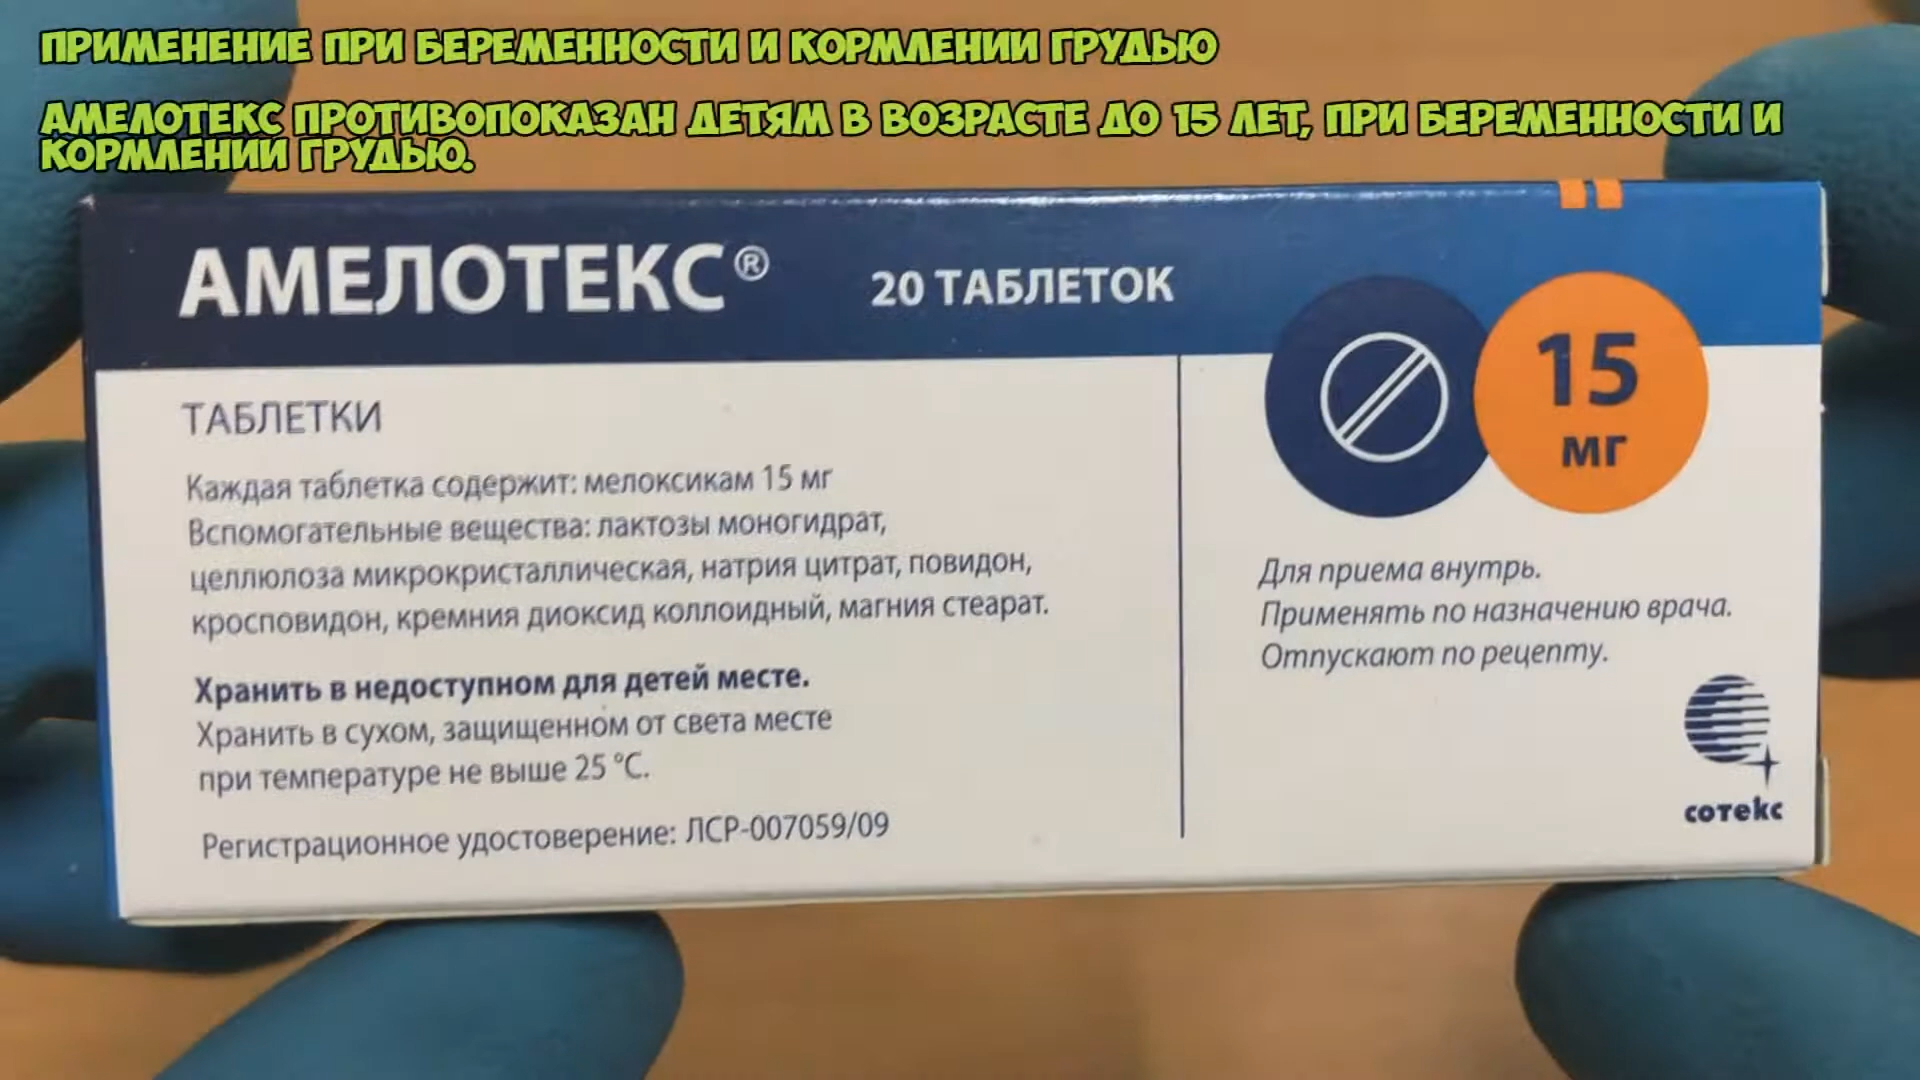 ПРИМЕНЕНИЕ ПРИ БЕРЕМЕННОСТИ И КОРМЛЕНИИ ГРУДЬЮ
АМЕЛОТЕКС ПРОТИВОПОКАЗАН ДЕТЯМ В ВОЗРАСТЕ ДО 15 ЛЕТ, ПРИ БЕРЕМЕННОСТИ И
КОРМЛЕНИИ ГРУДЬЮ.
АМЕЛОТЕКС®
20 ТАБЛЕТОК
ТАБЛЕТКИ
Каждая таблетка содержит: мелоксикам 15 мг
Вспомогательные вещества: лактозы моногидрат,
целлюлоза микрокристаллическая, натрия цитрат, повидон,
кросповидон, кремния диоксид коллоидный, магния стеарат.
Хранить в недоступном для детей месте.
Хранить в сухом, защищенном от света месте
при температуре не выше 25 °С.
Регистрационное удостоверение: ЛСР-007059/09
15
мг
Для приема внутрь.
Применять по назначению врача.
Отпускают по рецепту.
сотекс